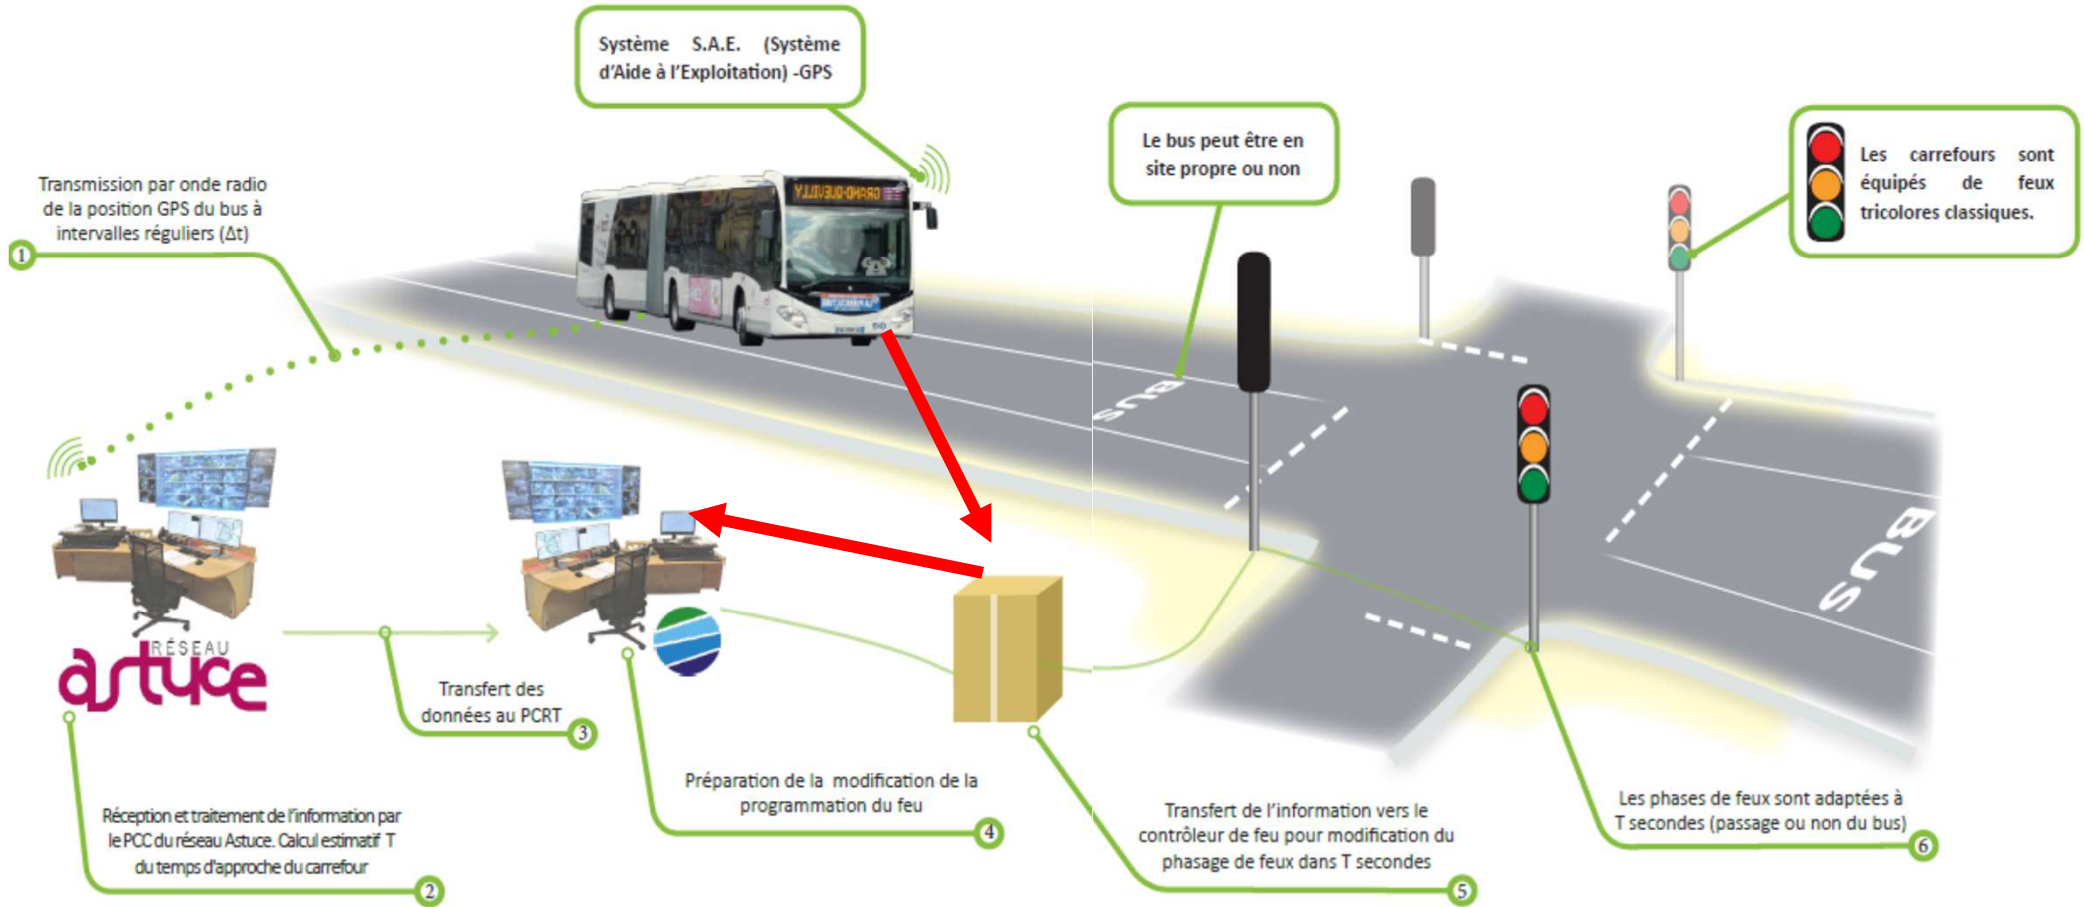 Système S.A.E. (Système
d'Aide à l'Exploitation) -GPS
Le bus peut être en
site propre ou non
Les carrefours sont
équipés de feux
tricolores classiques.
Transmission par onde radio
de la position GPS du bus à
intervalles réguliers (Δt)
1
GRAND-QUEVILLY
BUS
BUS
RÉSEAU
astuce
Transfert des
données au PCRT
3
Préparation de la modification de la
programmation du feu
4
Réception et traitement de l'information par
le PCC du réseau Astuce. Calcul estimatif T
du temps d'approche du carrefour
2
Transfert de l'information vers le
contrôleur de feu pour modification du
phasage de feux dans T secondes
5
Les phases de feux sont adaptées à
T secondes (passage ou non du bus)
6